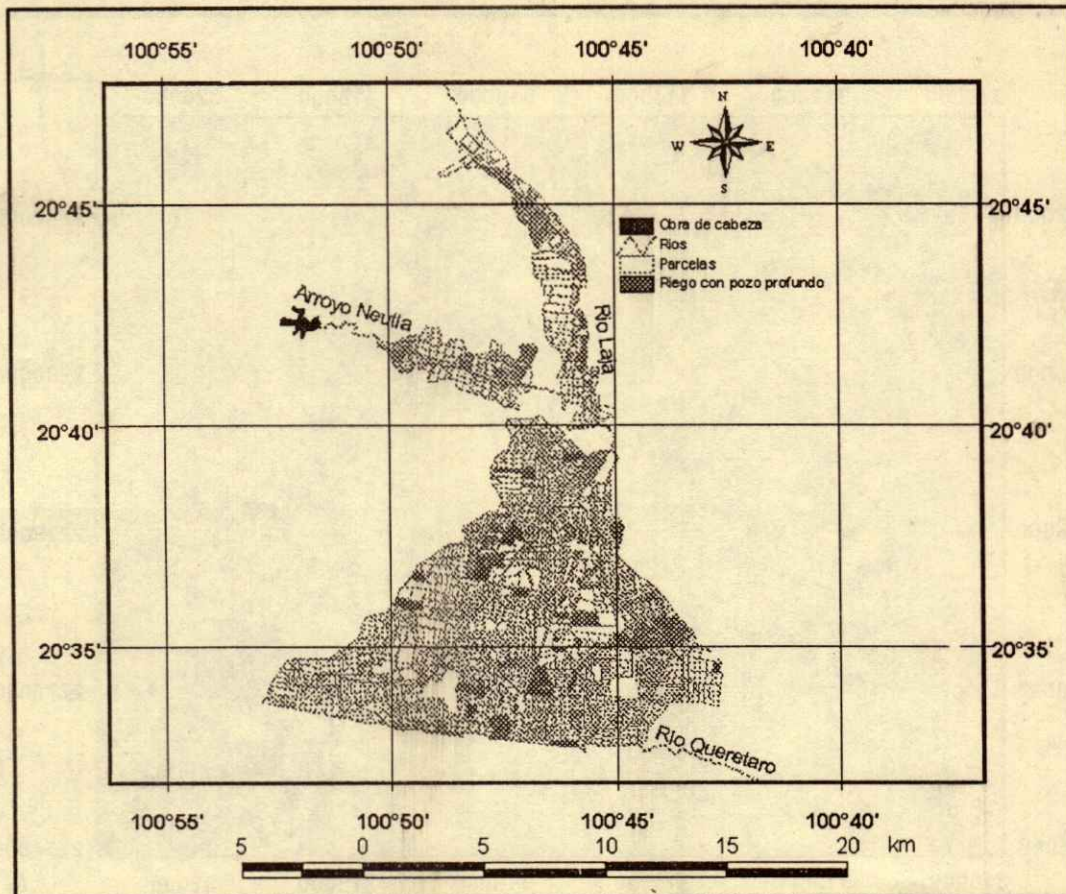 100°55' 100°50' 100°45' 100°40'
N
W E
S
20°45' 20°45'
Obra de cabeza
Rios
Parcelas
Riego con pozo profundo
Arroyo Neutla
Rio Laja
20°40' 20°40'
20°35' 20°35'
Rio Queretaro
100°55' 100°50' 100°45' 100°40'
5 0 5 10 15 20 km